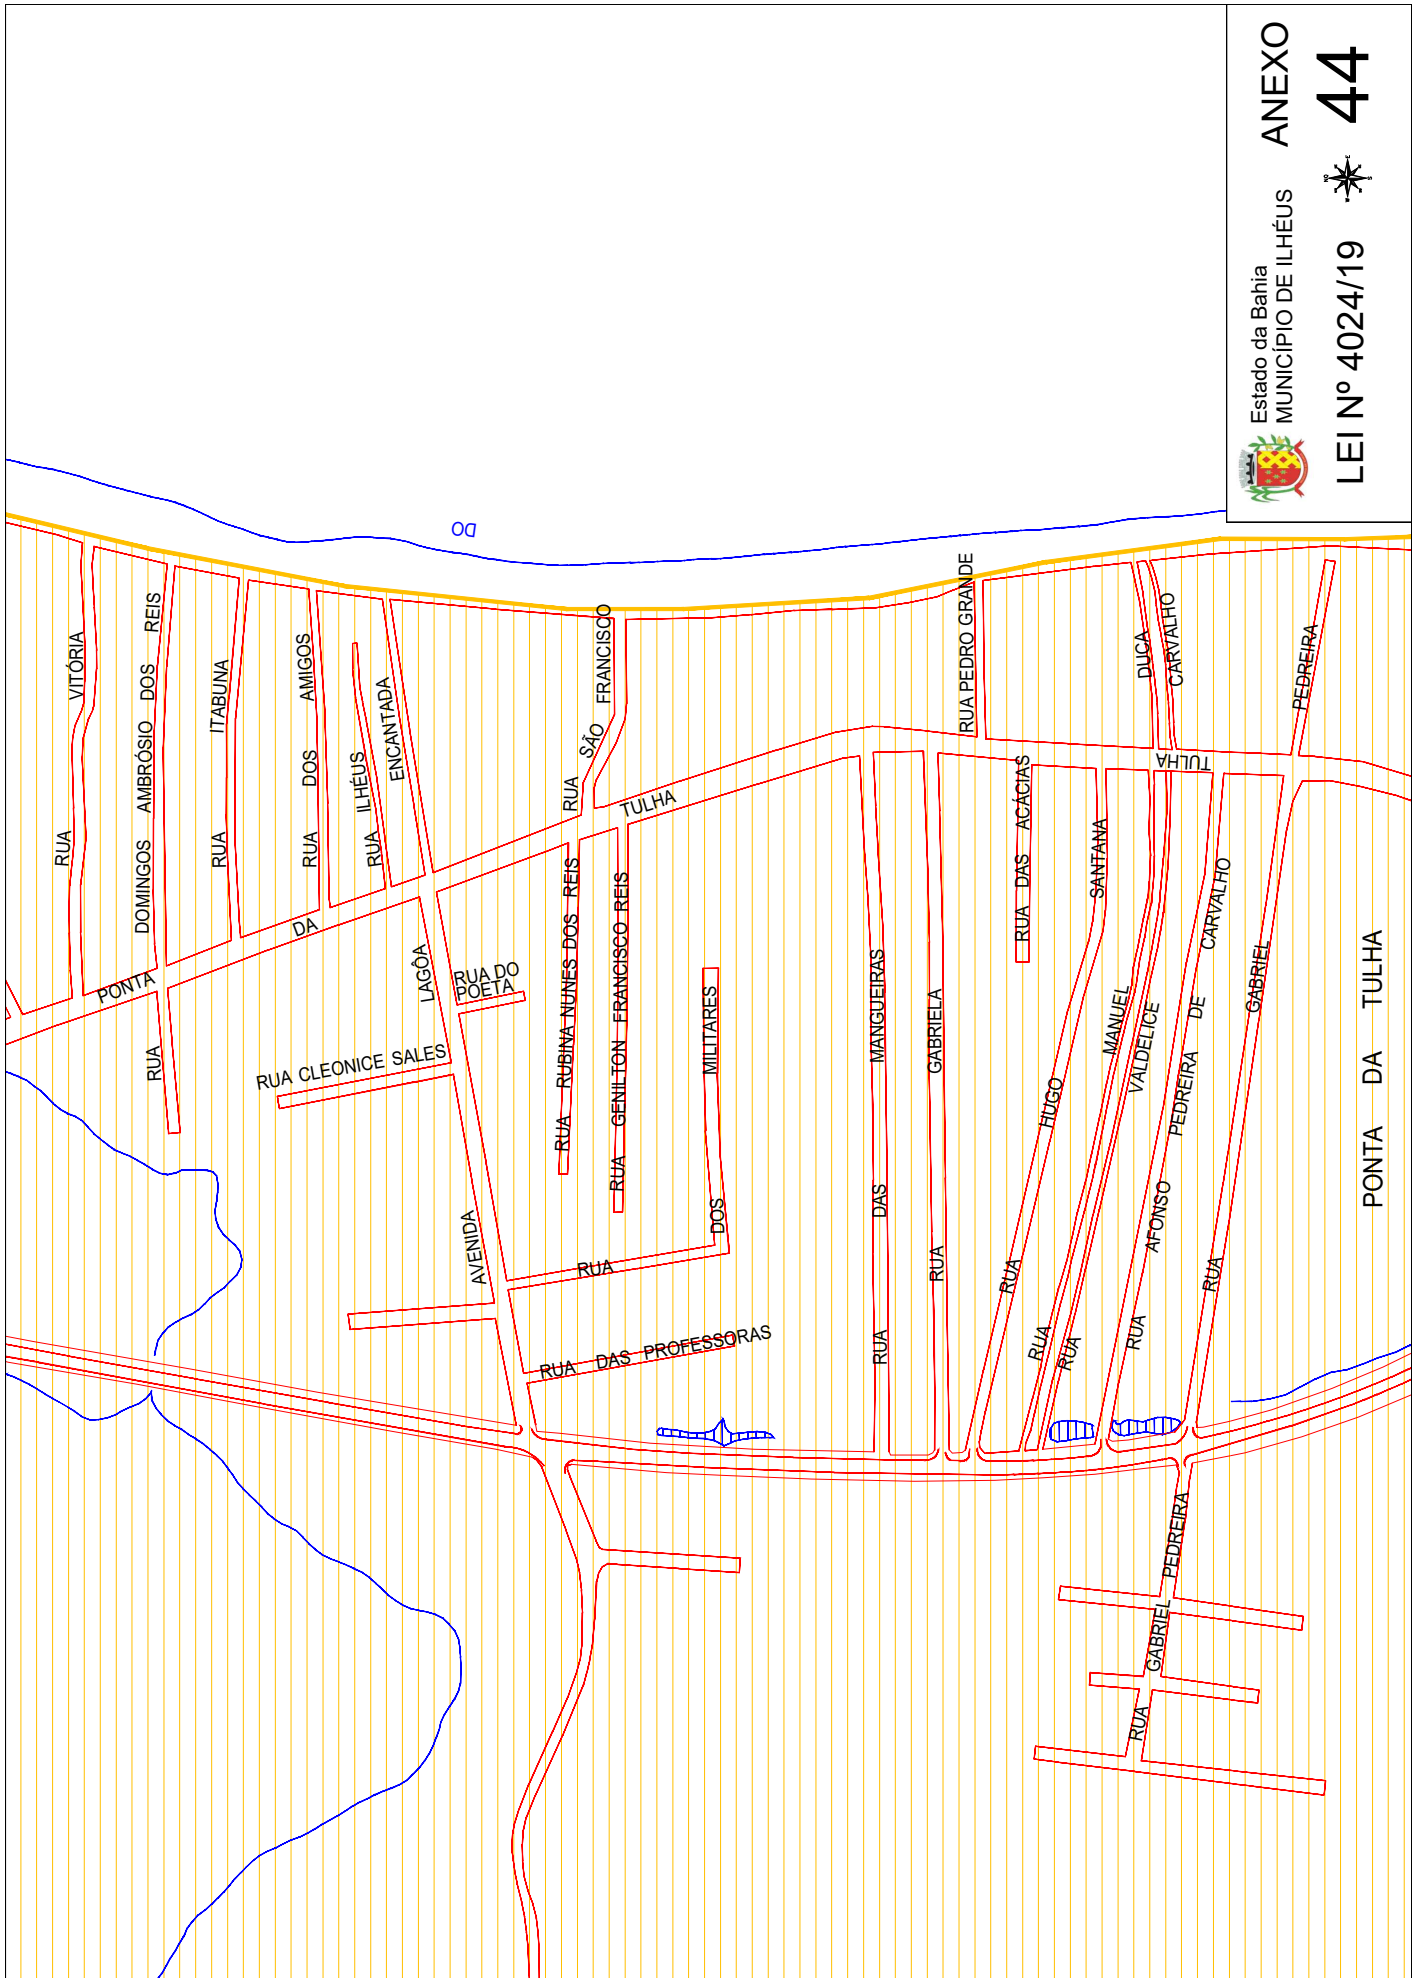 Estado da Bahia
MUNICÍPIO DE ILHÉUS
ANEXO
LEI Nº 4024/19
44
NO
E
S
DO
RUA VITÓRIA
RUA DOMINGOS AMBRÓSIO DOS REIS
RUA ITABUNA
RUA DOS AMIGOS
RUA ILHÉUS
AVENIDA LAGÔA ENCANTADA
PONTA DA TULHA
TULHA
RUA SÃO FRANCISCO
RUA DO
POETA
RUA CLEONICE SALES
RUA RUBINA NUNES DOS REIS
RUA GENILTON FRANCISCO REIS
RUA DOS MILITARES
RUA DAS PROFESSORAS
RUA DAS MANGUEIRAS
RUA GABRIELA
RUA PEDRO GRANDE
RUA DAS ACÁCIAS
RUA HUGO SANTANA
RUA MANUEL DUCA
RUA VALDELICE CARVALHO
RUA AFONSO PEDREIRA DE CARVALHO
RUA GABRIEL PEDREIRA
RUA GABRIEL PEDREIRA
PONTA DA TULHA